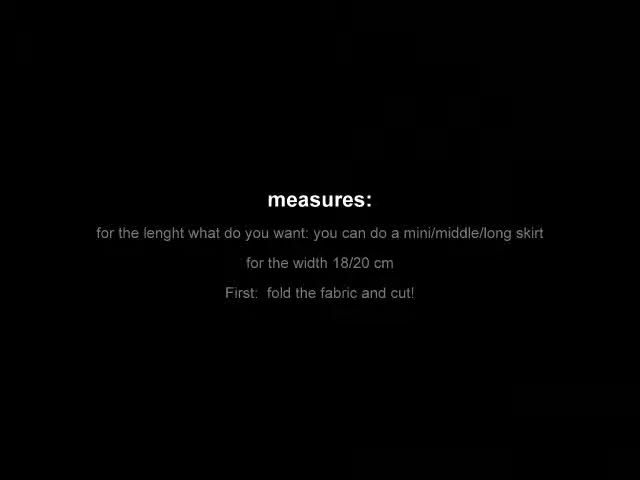 measures:
for the lenght what do you want: you can do a mini/middle/long skirt
for the width 18/20 cm
First:  fold the fabric and cut!